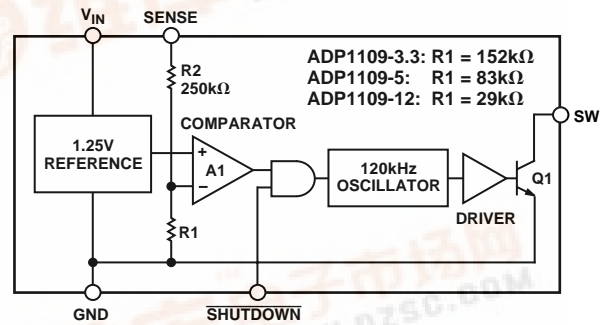 VIN SENSE
ADP1109-3.3: R1 = 152kΩ
ADP1109-5: R1 = 83kΩ
ADP1109-12: R1 = 29kΩ
R2
250kΩ
SW
COMPARATOR
1.25V
REFERENCE
+
A1
−
120kHz
OSCILLATOR
Q1
DRIVER
R1
GND
SHUTDOWN